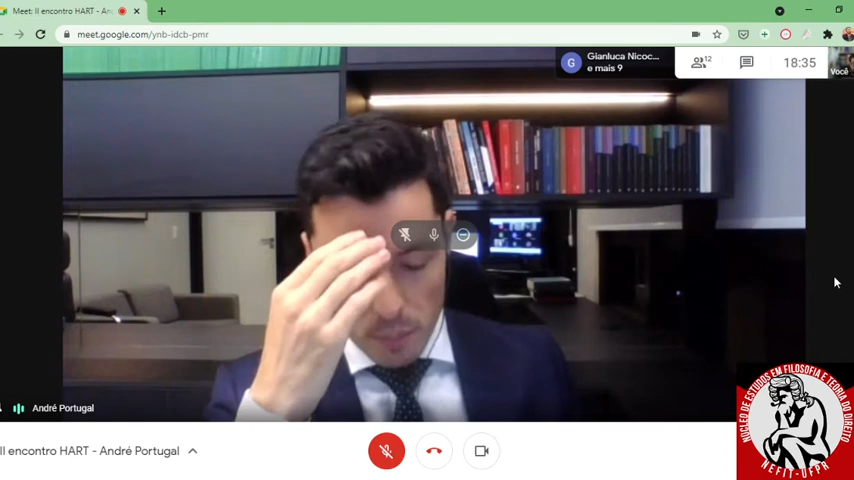 Meet: II encontro HART - An
meet.google.com/ynb-idcb-pmr
Gianluca Nicoc...
e mais 9
12
18:35
Você
G
André Portugal
II encontro HART - André Portugal
NÚCLEO DE ESTUDOS EM FILOSOFIA E TEORIA DO DIREITO
NEFIT-UFPR